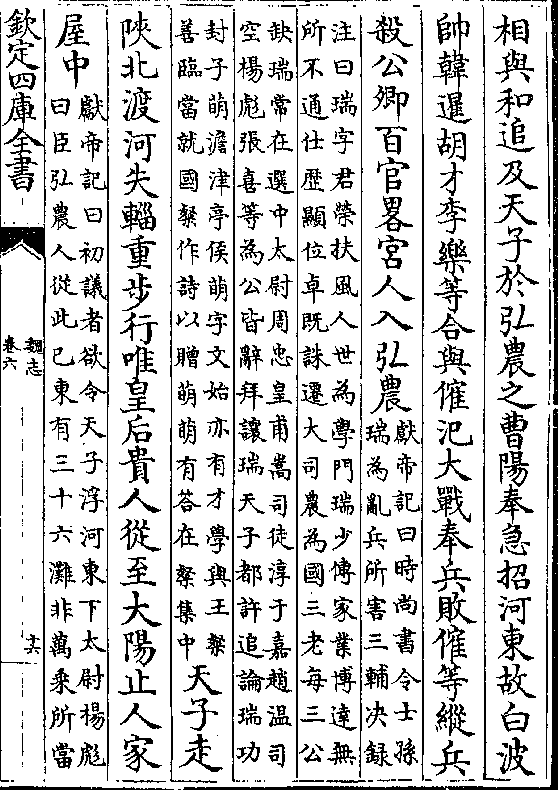 相與和追及天子於弘農之曹陽奉急招河東故白波
帥韓暹胡才李樂等合與傕汜大戰奉兵敗傕等縱兵
殺公卿百官畧宮人入弘農
獻帝記曰時尚書令士孫
瑞為亂兵所害三輔决録
注曰瑞字君榮扶風人世為學門瑞少傳家業博達無
所不通仕歴顯位卓既誅遷大司農為國三老每三公
缺瑞常在選中太尉周忠皇甫嵩司徒淳于嘉趙温司
空楊彪張喜等為公皆辭拜讓瑞天子都許追論瑞功
封子萌澹津亭侯萌字文始亦有才學與王粲
善臨當就國粲作詩以贈萌萌有答在粲集中
天子走
陜北渡河失輜重步行唯皇后貴人從至大陽止人家
屋中
獻帝記曰初議者欲令天子浮河東下太尉楊彪
曰臣弘農人從此已東有三十六灘非萬乘所當
欽定四庫全書
魏志
卷六
十六